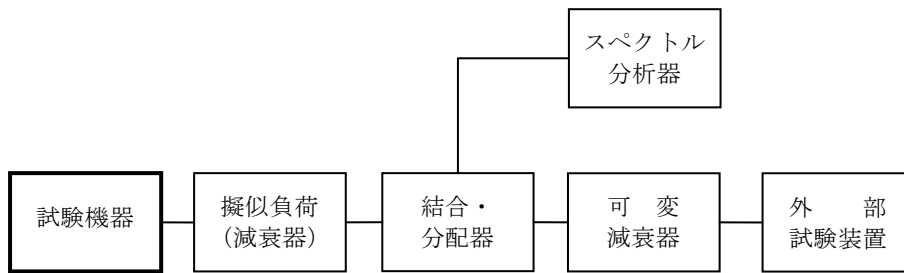 スペクトル
分析器
試験機器
擬似負荷
（減衰器）
結合・
分配器
可　変
減衰器
外　　部
試験装置